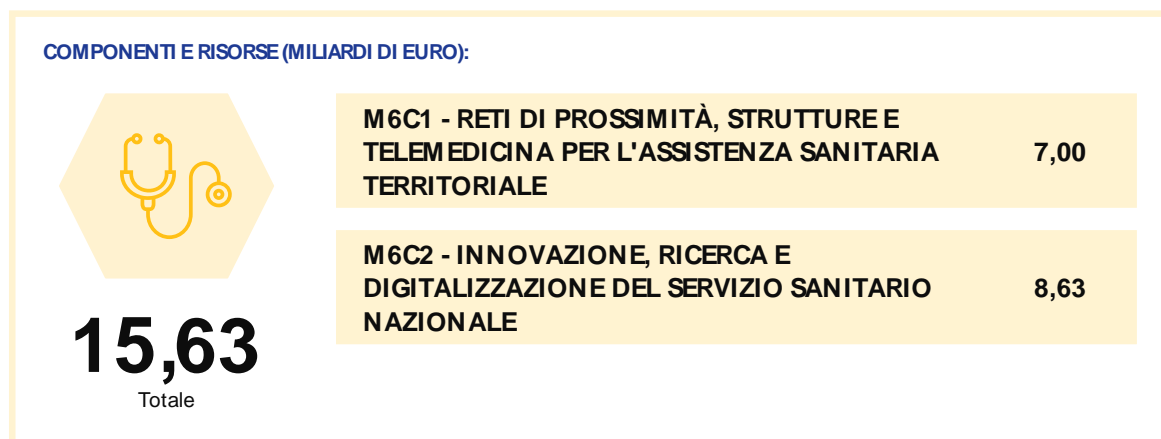 COMPONENTI E RISORSE (MILIARDI DI EURO):
M6C1 - RETI DI PROSSIMITÀ, STRUTTURE E
TELEMEDICINA PER L'ASSISTENZA SANITARIA
TERRITORIALE
7,00
M6C2 - INNOVAZIONE, RICERCA E
DIGITALIZZAZIONE DEL SERVIZIO SANITARIO
NAZIONALE
8,63
15,63
Totale